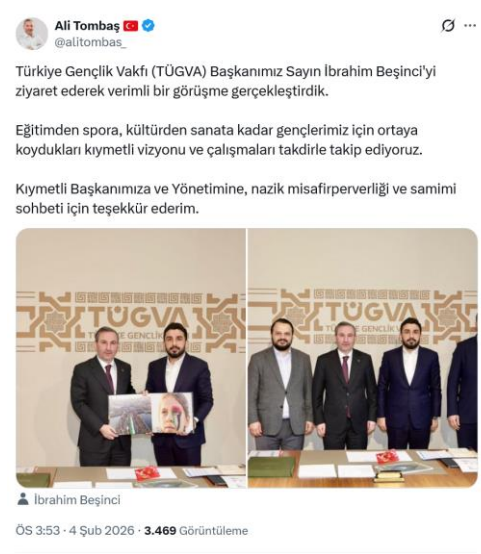 Ali Tombaş
@alitombas_
Türkiye Gençlik Vakfı (TÜGVA) Başkanımız Sayın İbrahim Beşinci'yi
ziyaret ederek verimli bir görüşme gerçekleştirdik.
Eğitimden spora, kültürden sanata kadar gençlerimiz için ortaya
koydukları kıymetli vizyonu ve çalışmaları takdirle takip ediyoruz.
Kıymetli Başkanımıza ve Yönetimine, nazik misafirperverliği ve samimi
sohbeti için teşekkür ederim.
TÜGVA
TÜGVA
İbrahim Beşinci
ÖS 3:53 · 4 Şub 2026 · 3.469 Görüntüleme